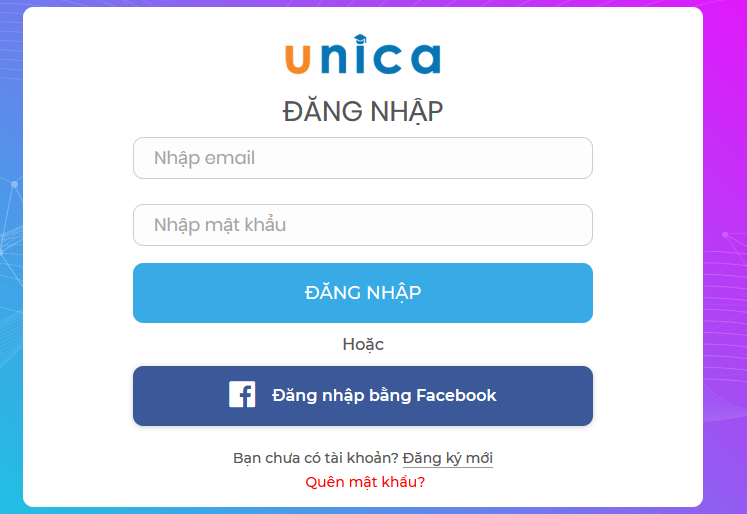 unica
ĐĂNG NHẬP
Nhập email
Nhập mật khẩu
ĐĂNG NHẬP
Hoặc
Đăng nhập bằng Facebook
Bạn chưa có tài khoản? Đăng ký mới
Quên mật khẩu?